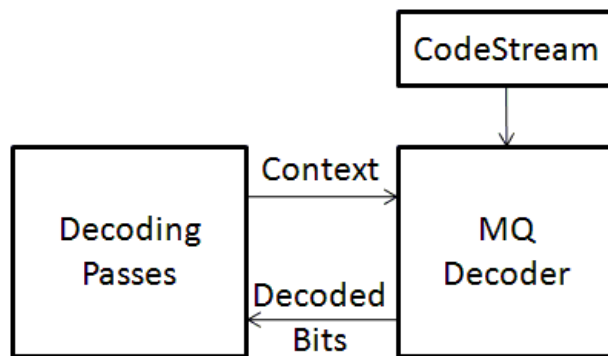 CodeStream
Context
Decoding
Passes
MQ
Decoder
Decoded
Bits